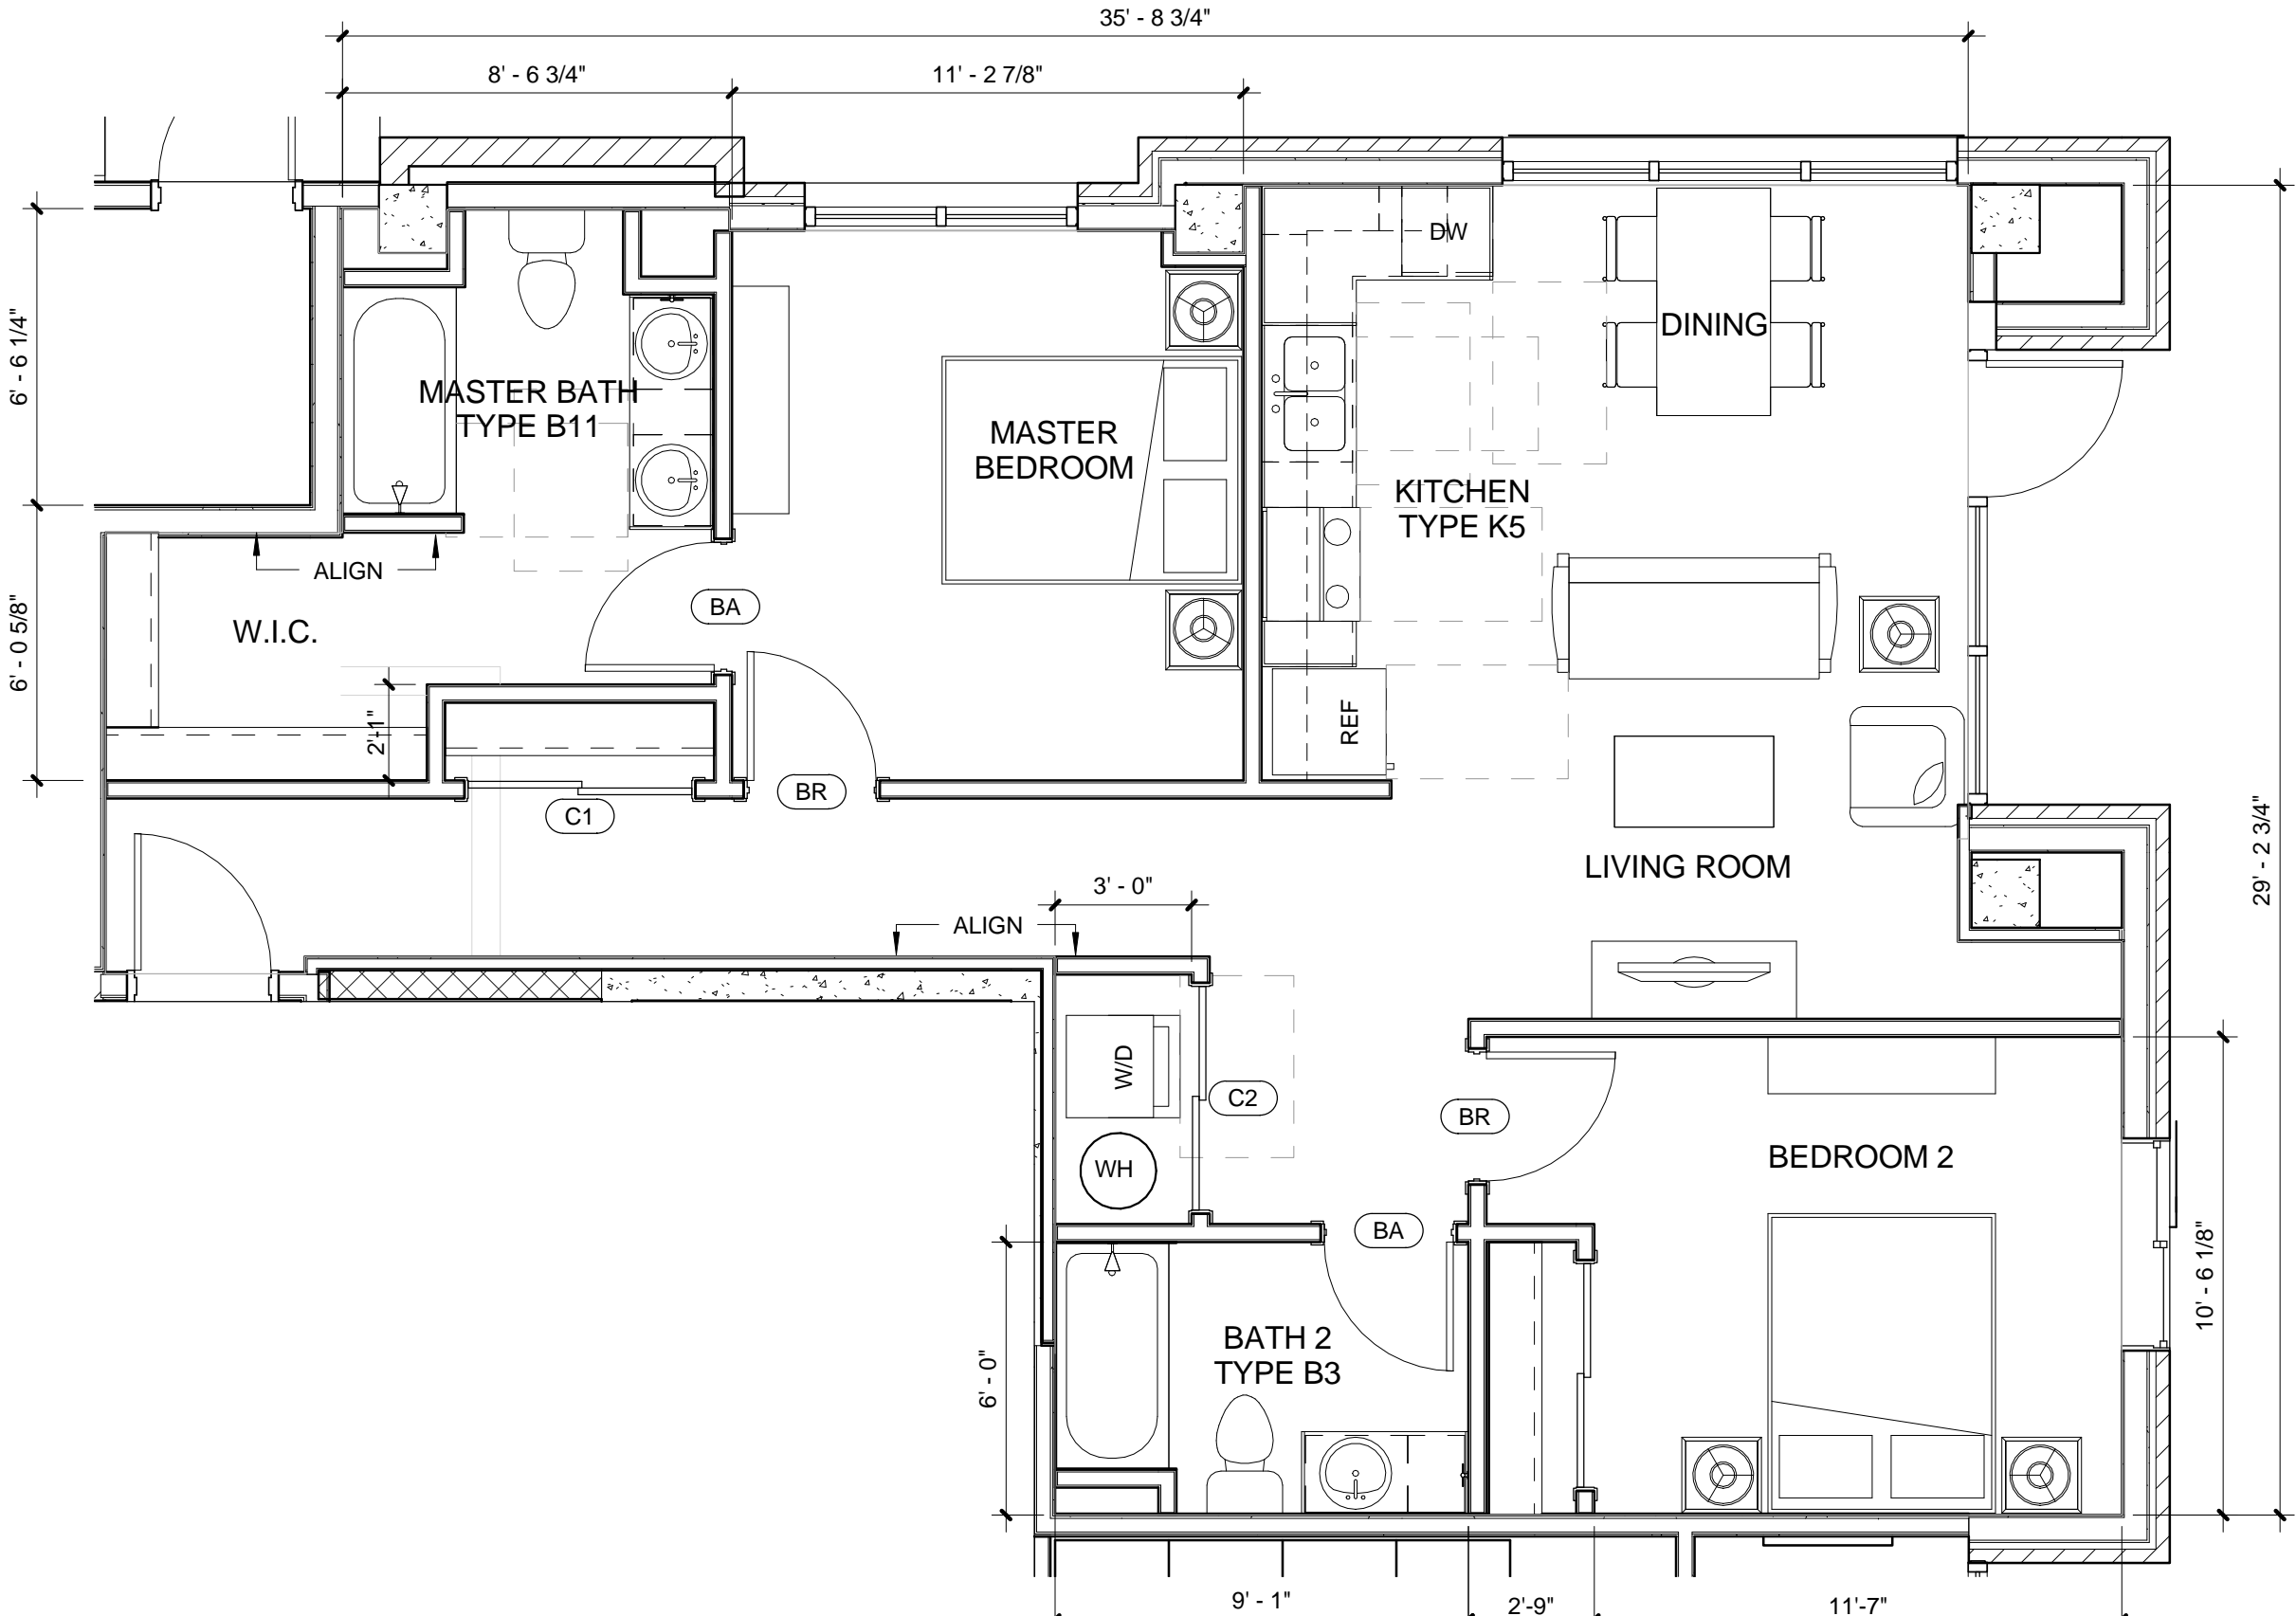 35' - 8 3/4"
8' - 6 3/4"
11' - 2 7/8"
DW
DINING
6' - 6 1/4"
MASTER BATH
TYPE B11
MASTER
BEDROOM
KITCHEN
TYPE K5
ALIGN
BA
W.I.C.
6' - 0 5/8"
2'-1"
REF
BR
C1
LIVING ROOM
29' - 2 3/4"
3' - 0"
ALIGN
W/D
C2
BR
WH
BEDROOM 2
BA
10' - 6 1/8"
6' - 0"
BATH 2
TYPE B3
9' - 1"
2'-9"
11'-7"